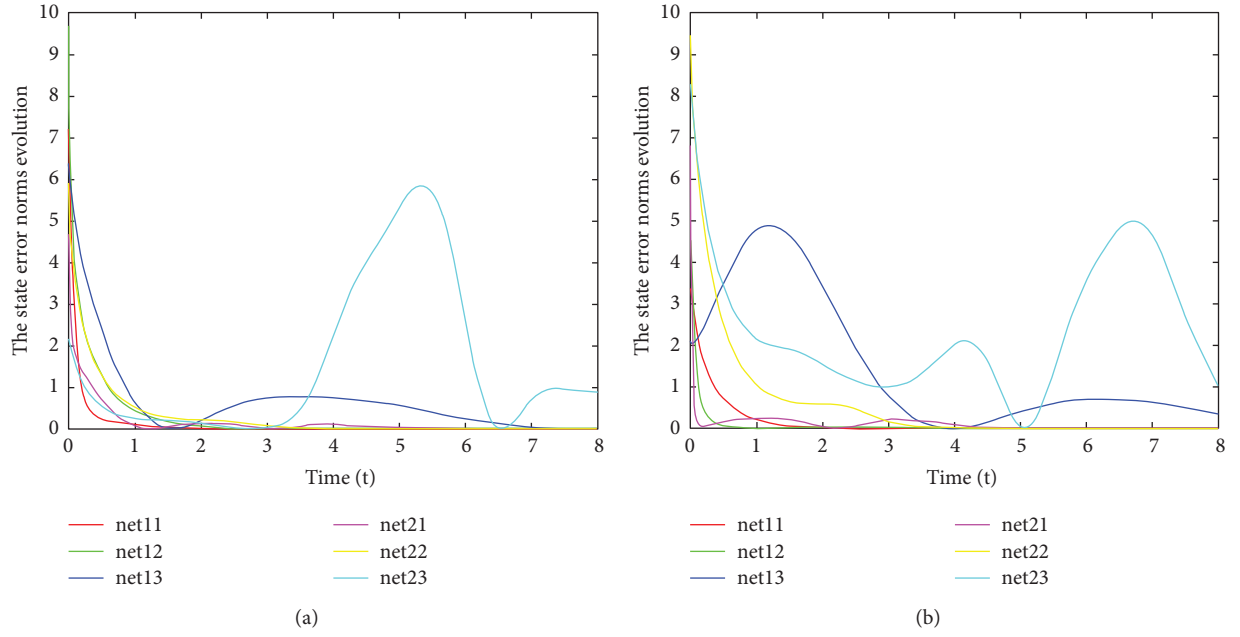 The state error norms evolution
10
9
8
7
6
5
4
3
2
1
0
0 1 2 3 4 5 6 7 8
Time (t)
net11 net21
net12 net22
net13 net23
(a)
The state error norms evolution
10
9
8
7
6
5
4
3
2
1
0
0 1 2 3 4 5 6 7 8
Time (t)
net11 net21
net12 net22
net13 net23
(b)